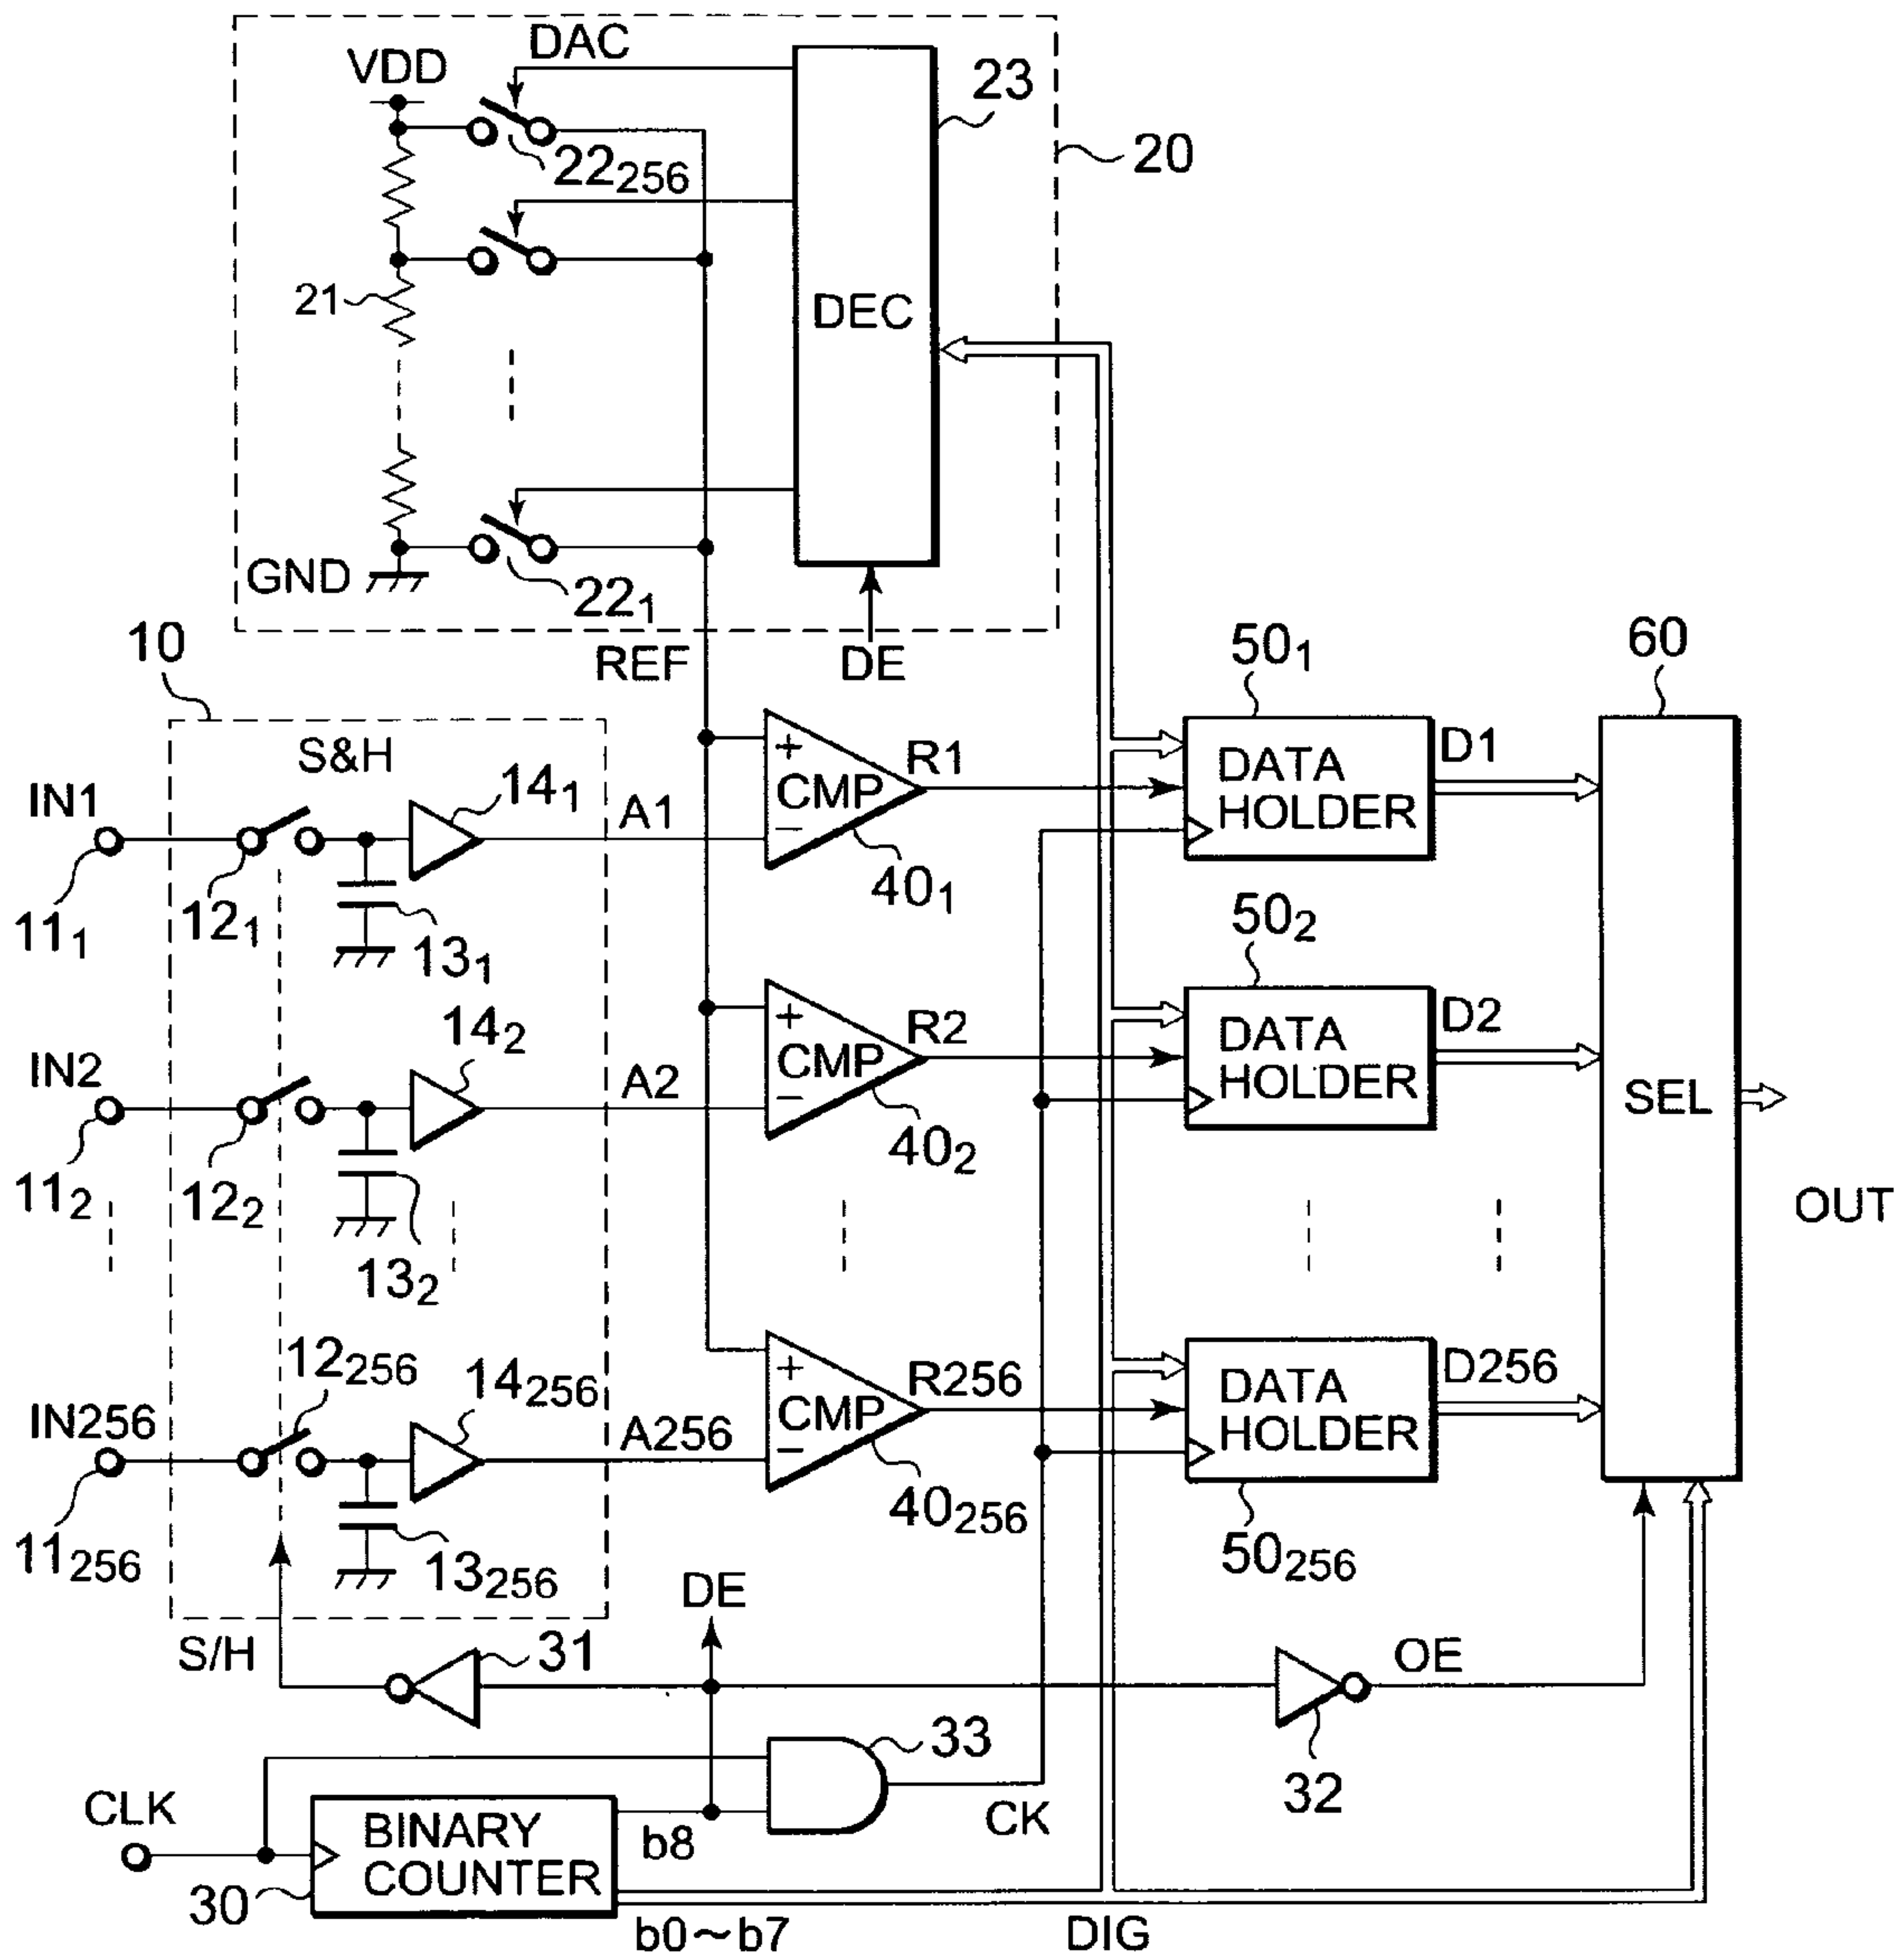 DAC
VDD
23
20
22256
21
DEC
GND
221
REF
DE
10
S&H
IN1
111
121
131
141
A1
+
CMP
−
R1
401
501
DATA
HOLDER
D1
60
IN2
112
122
132
142
A2
+
CMP
−
R2
402
502
DATA
HOLDER
D2
SEL
OUT
IN256
11256
12256
13256
14256
A256
+
CMP
−
R256
40256
DATA
HOLDER
50256
D256
S/H
31
DE
OE
32
33
CLK
BINARY
COUNTER
30
b8
CK
b0~b7
DIG